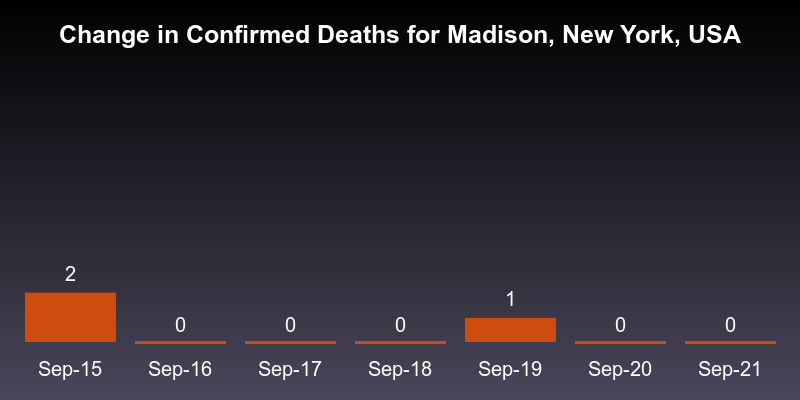 Change in Confirmed Deaths for Madison, New York, USA
2
0
0
0
1
0
0
Sep-15
Sep-16
Sep-17
Sep-18
Sep-19
Sep-20
Sep-21